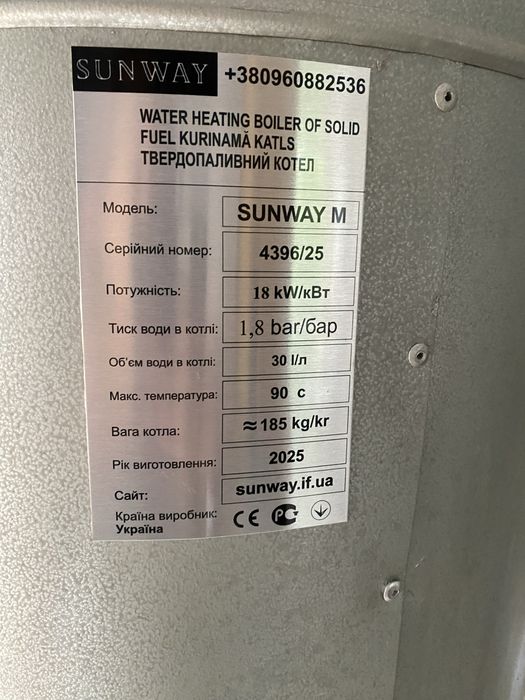 SUNWAY +380960882536
WATER HEATING BOILER OF SOLID
FUEL KURINAMĀ KATLS
ТВЕРДОПАЛИВНИЙ КОТЕЛ
Модель: SUNWAY M
Серійний номер: 4396/25
Потужність: 18 kW/кВт
Тиск води в котлі: 1,8 bar/бар
Об'єм води в котлі: 30 l/л
Макс. температура: 90 c
Вага котла: ≈185 kg/кг
Рік виготовлення: 2025
Сайт: sunway.if.ua
Країна виробник: CE РС
Україна